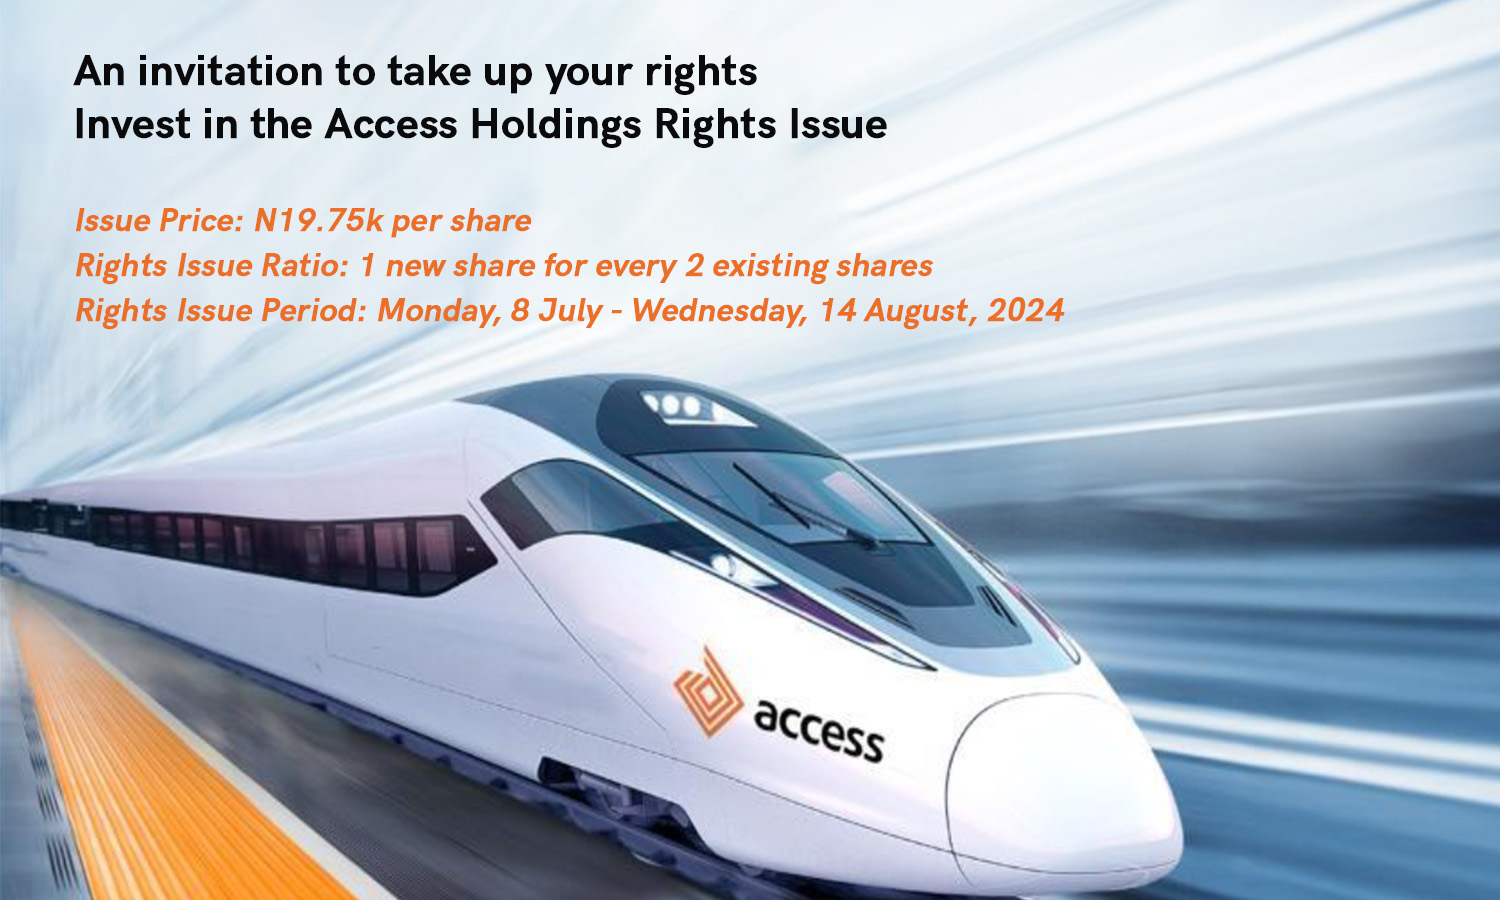 An invitation to take up your rights
Invest in the Access Holdings Rights Issue
Issue Price: N19.75k per share
Rights Issue Ratio: 1 new share for every 2 existing shares
Rights Issue Period: Monday, 8 July - Wednesday, 14 August, 2024
access